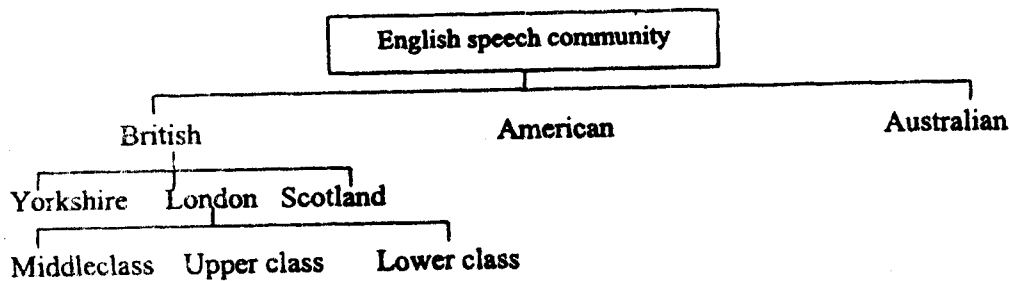 English speech community
British American Australian
Yorkshire London Scotland
Middleclass Upper class Lower class